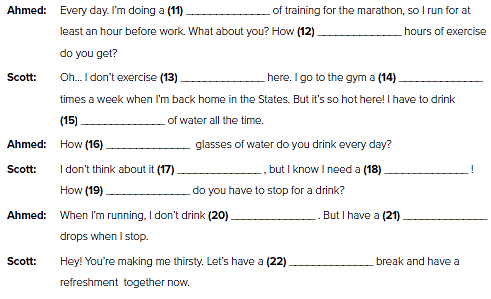 Ahmed: Every day. I'm doing a (11) _______________ of training for the marathon, so I run for at
least an hour before work. What about you? How (12) _______________ hours of exercise
do you get?
Scott: Oh... I don't exercise (13) _______________ here. I go to the gym a (14) _______________
times a week when I'm back home in the States. But it's so hot here! I have to drink
(15) _______________ of water all the time.
Ahmed: How (16) _______________ glasses of water do you drink every day?
Scott: I don't think about it (17) _______________ , but I know I need a (18) _______________ !
How (19) _______________ do you have to stop for a drink?
Ahmed: When I'm running, I don't drink (20) _______________ . But I have a (21) _______________
drops when I stop.
Scott: Hey! You're making me thirsty. Let's have a (22) _______________ break and have a
refreshment together now.